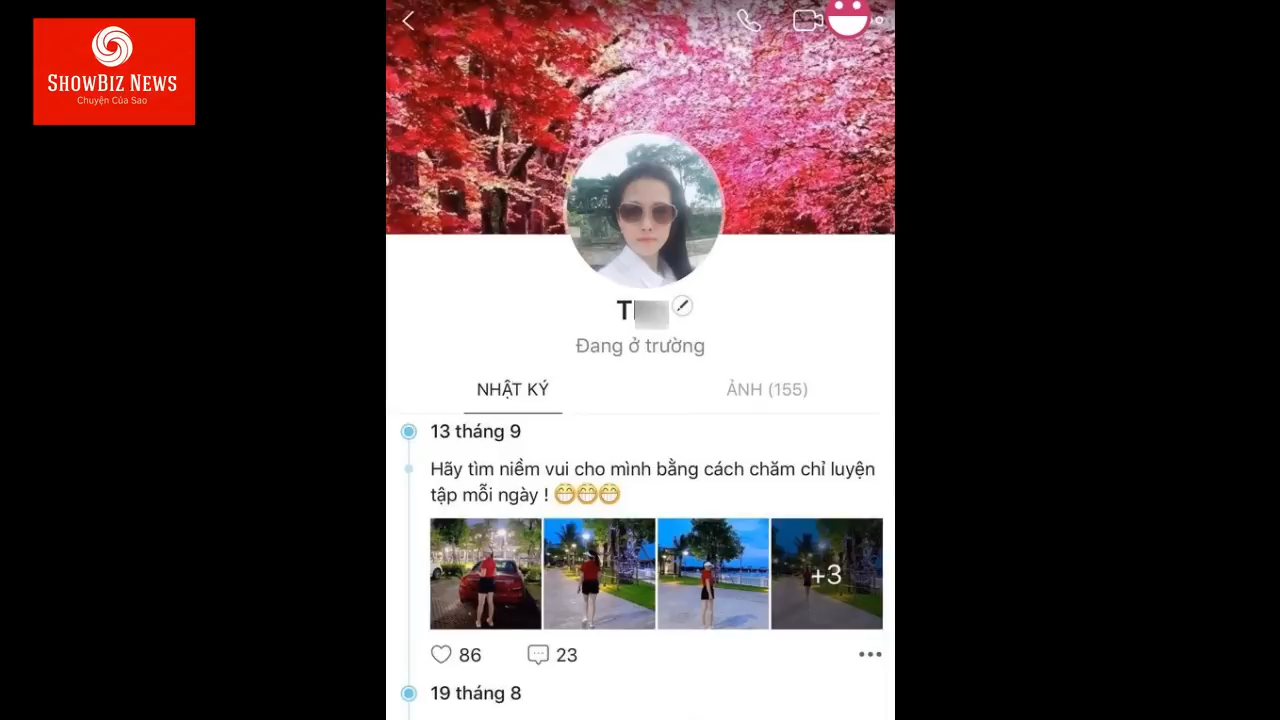 SHOWBIZ NEWS
Chuyện Của Sao
Đang ở trường
NHẬT KÝ
ẢNH (155)
13 tháng 9
Hãy tìm niềm vui cho mình bằng cách chăm chỉ luyện
tập mỗi ngày ! 😁😁😁
+3
86
23
19 tháng 8